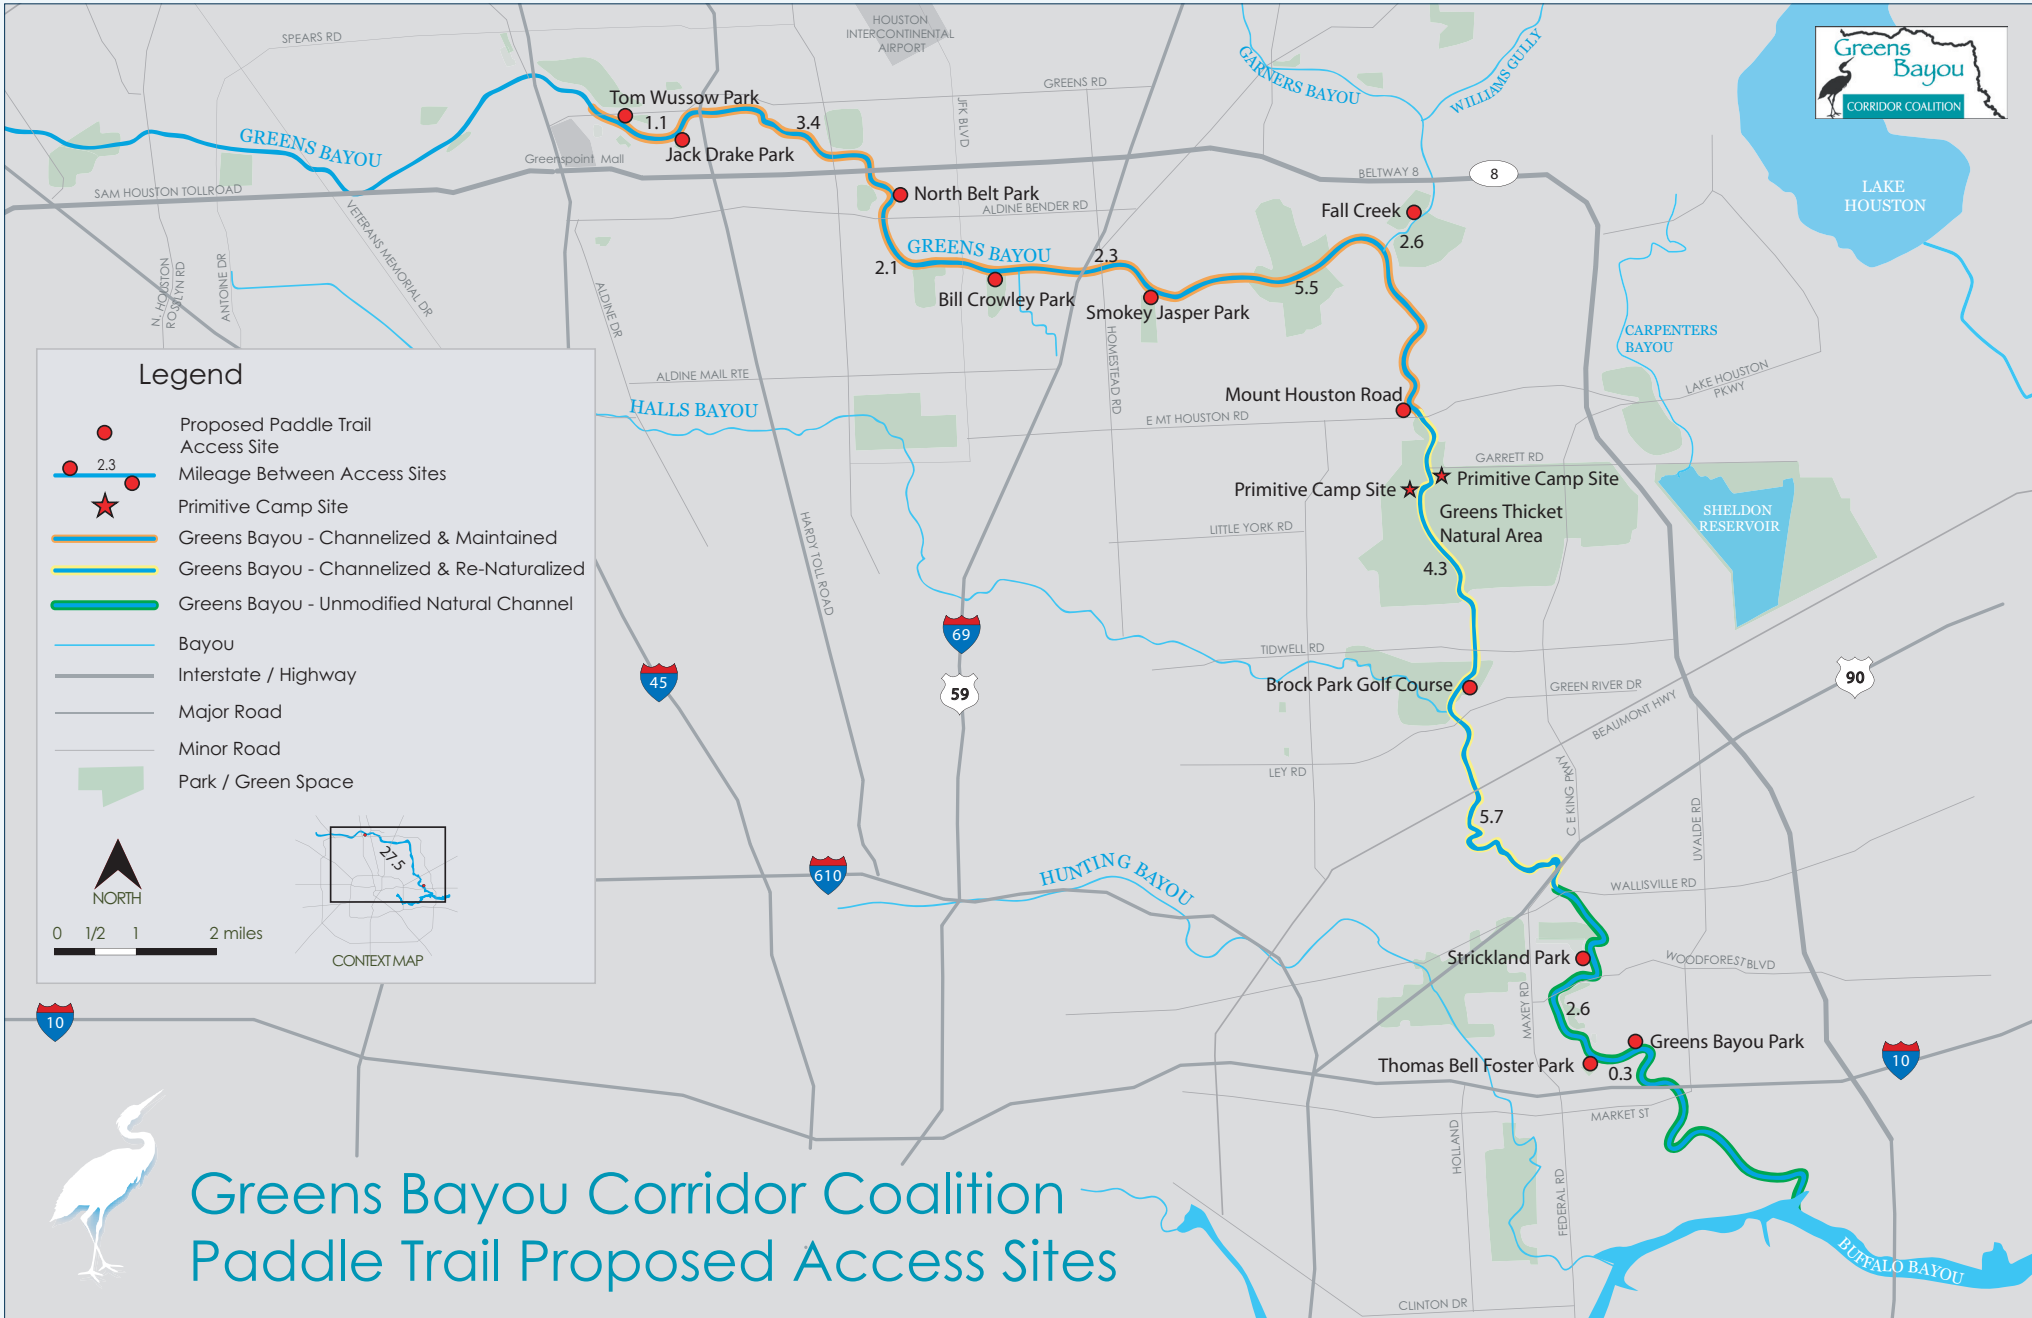 HOUSTON
INTERCONTINENTAL
AIRPORT
SPEARS RD
GREENS RD
GARNERS BAYOU
WILLIAMS GULLY
Greens
Bayou
CORRIDOR COALITION
Tom Wussow Park
1.1
3.4
JFK BLVD
GREENS BAYOU
Jack Drake Park
Greenspoint Mall
BELTWAY 8
8
SAM HOUSTON TOLLROAD
LAKE
HOUSTON
North Belt Park
ALDINE BENDER RD
Fall Creek
2.6
VETERANS MEMORIAL DR
N. HOUSTON
ROSSLYN RD
ANTOINE DR
ALDINE DR
GREENS BAYOU
2.1
2.3
5.5
Bill Crowley Park
Smokey Jasper Park
HOMESTEAD RD
CARPENTERS
BAYOU
LAKE HOUSTON
PKWY
ALDINE MAIL RTE
HALLS BAYOU
Mount Houston Road
E MT HOUSTON RD
GARRETT RD
Primitive Camp Site
Primitive Camp Site
Greens Thicket
Natural Area
SHELDON
RESERVOIR
LITTLE YORK RD
HARDY TOLL ROAD
4.3
69
59
45
90
TIDWELL RD
Brock Park Golf Course
GREEN RIVER DR
BEAUMONT HWY
LEY RD
C E KING PKWY
UVALDE RD
5.7
610
HUNTING BAYOU
WALLISVILLE RD
Strickland Park
WOODFOREST BLVD
MAXEY RD
2.6
Greens Bayou Park
Thomas Bell Foster Park
0.3
10
10
MARKET ST
HOLLAND
FEDERAL RD
CLINTON DR
BUFFALO BAYOU
Legend
Proposed Paddle Trail
Access Site
2.3
Mileage Between Access Sites
Primitive Camp Site
Greens Bayou - Channelized & Maintained
Greens Bayou - Channelized & Re-Naturalized
Greens Bayou - Unmodified Natural Channel
Bayou
Interstate / Highway
Major Road
Minor Road
Park / Green Space
NORTH
27.5
0 1/2 1 2 miles
CONTEXT MAP
Greens Bayou Corridor Coalition
Paddle Trail Proposed Access Sites